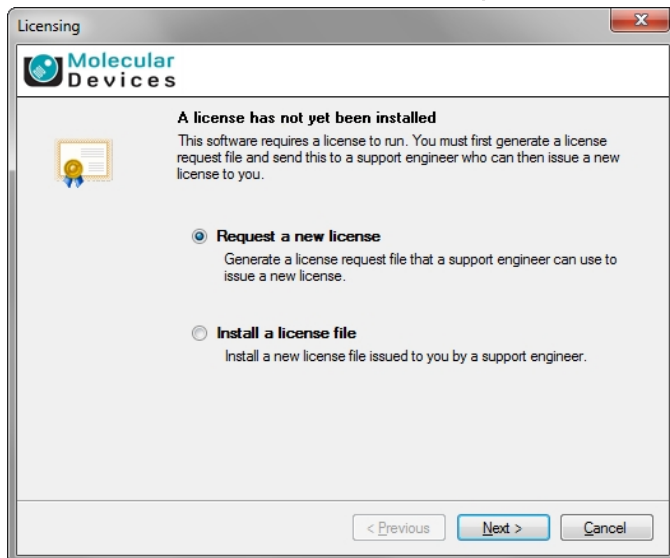 Licensing
Molecular
Devices
A license has not yet been installed
This software requires a license to run. You must first generate a license
request file and send this to a support engineer who can then issue a new
license to you.
Request a new license
Generate a license request file that a support engineer can use to
issue a new license.
Install a license file
Install a new license file issued to you by a support engineer.
< Previous
Next >
Cancel